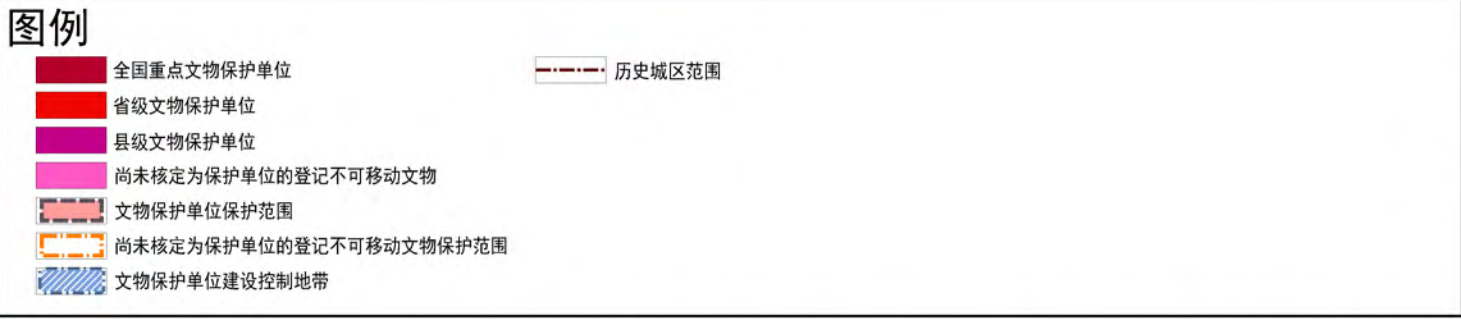 图例
全国重点文物保护单位
省级文物保护单位
县级文物保护单位
尚未核定为保护单位的登记不可移动文物
文物保护单位保护范围
尚未核定为保护单位的登记不可移动文物保护范围
文物保护单位建设控制地带
历史城区范围